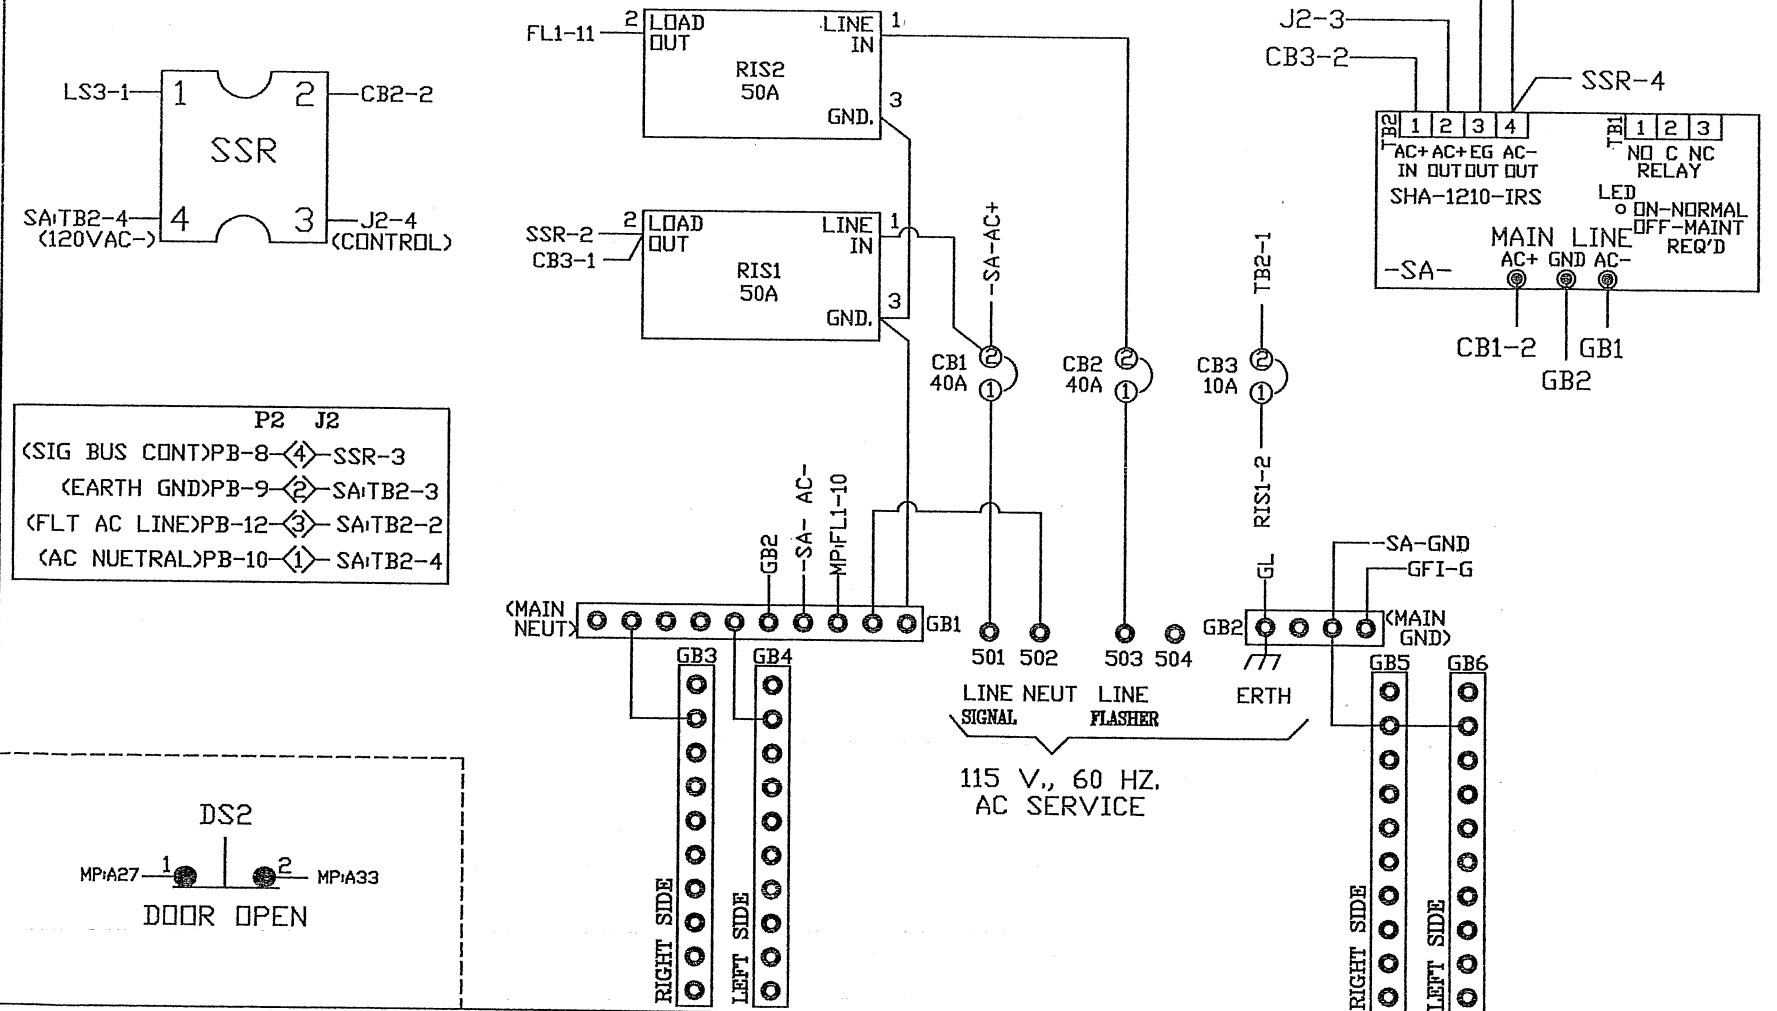 LS3-1
1
2
CB2-2
SSR
SA:TB2-4
(120VAC-)
4
3
J2-4
(CONTROL)
P2 J2
(SIG BUS CONT)PB-8 4 SSR-3
(EARTH GND)PB-9 2 SA:TB2-3
(FLT AC LINE)PB-12 3 SA:TB2-2
(AC NUETRAL)PB-10 1 SA:TB2-4
DS2
MP:A27 1 2 MP:A33
DOOR OPEN
FL1-11
2
LOAD
OUT
LINE
IN
1
RIS2
50A
3
GND.
SSR-2
CB3-1
2
LOAD
OUT
LINE
IN
1
RIS1
50A
3
GND.
-SA-AC+
CB1
40A
2
1
CB2
40A
2
1
TB2-1
CB3
10A
2
1
RIS1-2
GL
GB2
-SA- AC-
MP:FL1-10
(MAIN
NEUT)
GB1
501 502 503 504
LINE NEUT LINE
SIGNAL FLASHER
ERTH
115 V., 60 HZ.
AC SERVICE
GB3
RIGHT SIDE
GB4
LEFT SIDE
GB2
-SA-GND
GFI-G
(MAIN
GND)
GB5
RIGHT SIDE
GB6
LEFT SIDE
J2-3
CB3-2
SSR-4
TB2
1 2 3 4
AC+ AC+ EG AC-
IN OUT OUT OUT
TB1
1 2 3
NO C NC
RELAY
SHA-1210-IRS
LED
ON-NORMAL
OFF-MAINT
REQ'D
MAIN LINE
AC+ GND AC-
-SA-
CB1-2
GB1
GB2